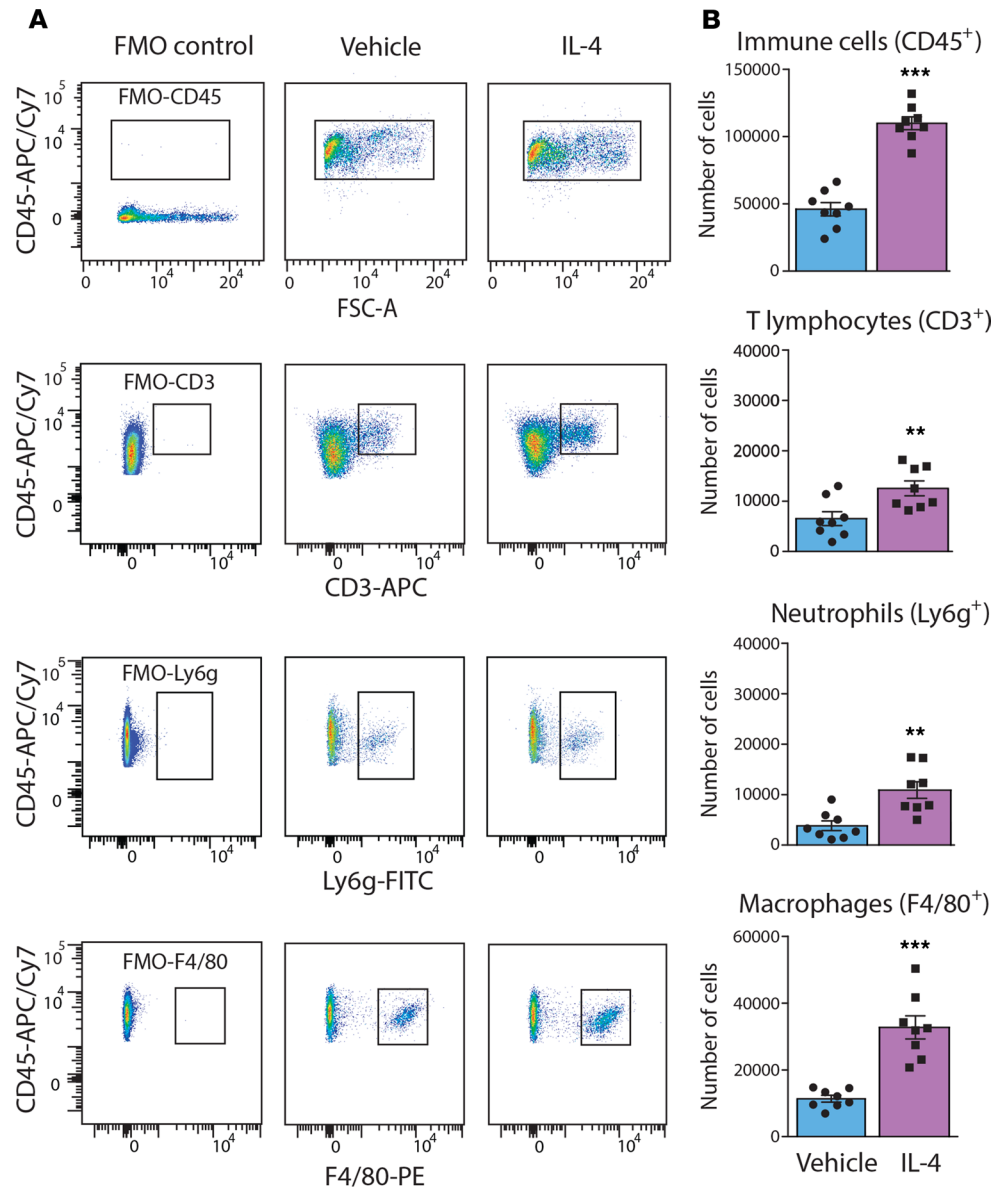 A
B
FMO control
Vehicle
IL-4
Immune cells (CD45+)
CD45-APC/Cy7
10^5
10^4
0
FMO-CD45
0 10^4 20^4
0 10^4 20^4
0 10^4 20^4
FSC-A
Number of cells
150000
100000
50000
0
***
T lymphocytes (CD3+)
CD45-APC/Cy7
10^5
10^4
0
FMO-CD3
0 10^4
0 10^4
0 10^4
CD3-APC
Number of cells
40000
30000
20000
10000
0
**
Neutrophils (Ly6g+)
CD45-APC/Cy7
10^5
10^4
0
FMO-Ly6g
0 10^4
0 10^4
0 10^4
Ly6g-FITC
Number of cells
40000
30000
20000
10000
0
**
Macrophages (F4/80+)
CD45-APC/Cy7
10^5
10^4
0
FMO-F4/80
0 10^4
0 10^4
0 10^4
F4/80-PE
Number of cells
60000
40000
20000
0
***
Vehicle IL-4